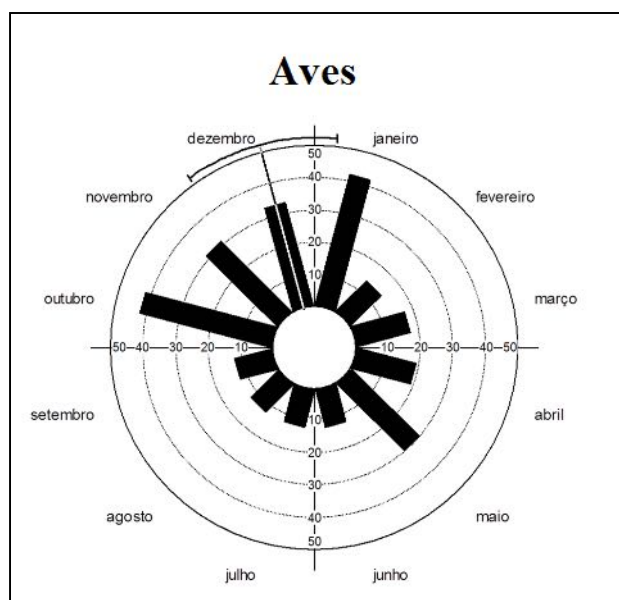 Aves
dezembro
janeiro
novembro
fevereiro
outubro
março
setembro
abril
agosto
maio
julho
junho
50
40
30
20
10
50 40 30 20 10
10 20 30 40 50
10
20
30
40
50